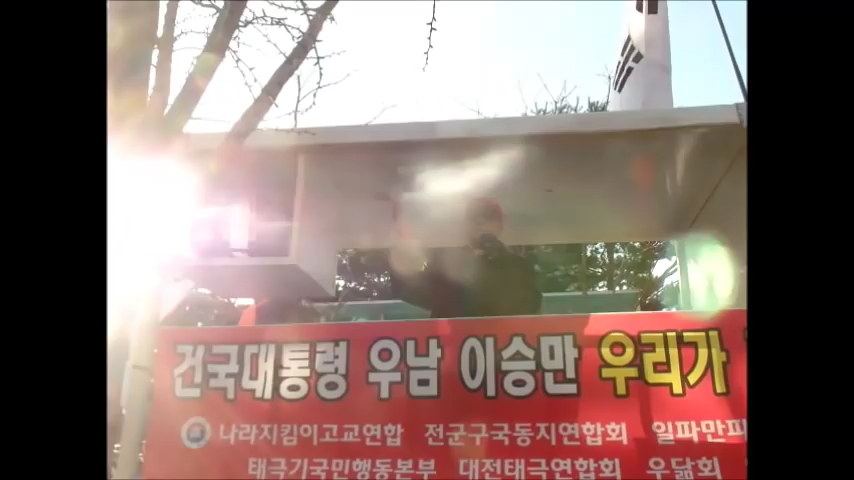 건국대통령 우남 이승만 우리가
나라지킴이고교연합 전군구국동지연합회 일파만파
태극기국민행동본부 대전태극연합회 우닮회